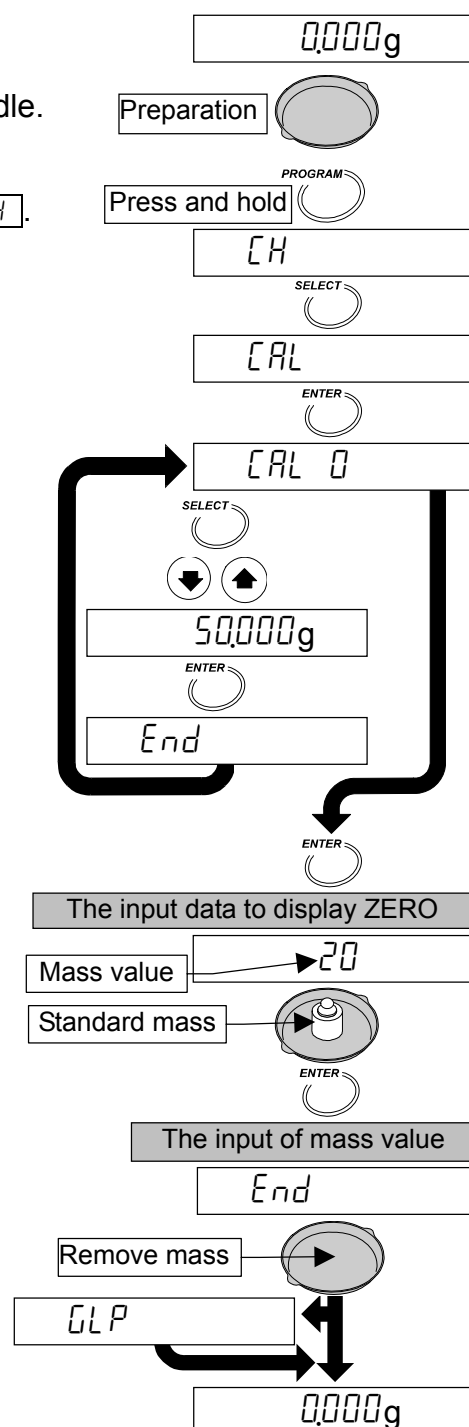 0.000g
dle.
Preparation
PROGRAM
Press and hold
CH
.
SELECT
CAL
ENTER
CAL 0
SELECT
50.000g
ENTER
End
ENTER
The input data to display ZERO
20
Mass value
Standard mass
ENTER
The input of mass value
End
Remove mass
GLP
0.000g